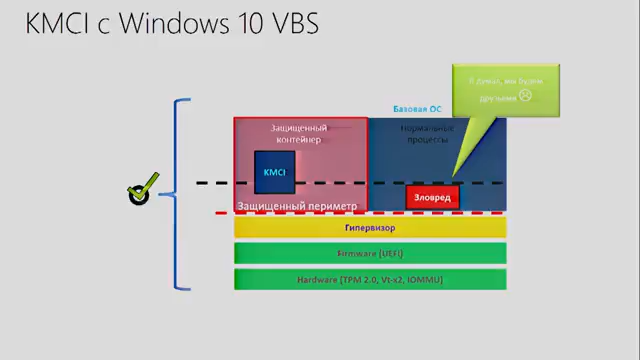 KMCI с Windows 10 VBS
Я думал, мы будем
друзьями ☹
Базовая ОС
Защищенный
контейнер
Нормальные
процессы
KMCI
Зловред
Защищенный периметр
Гипервизор
Firmware (UEFI)
Hardware (TPM 2.0, Vt-x2, IOMMU)